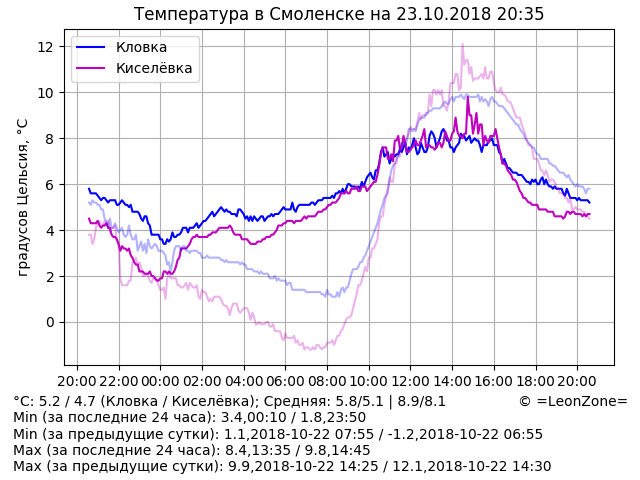 Температура в Смоленске на 23.10.2018 20:35
Кловка
Киселёвка
градусов Цельсия, °C
12
10
8
6
4
2
0
20:00 22:00 00:00 02:00 04:00 06:00 08:00 10:00 12:00 14:00 16:00 18:00 20:00
°C: 5.2 / 4.7 (Кловка / Киселёвка); Средняя: 5.8/5.1 | 8.9/8.1 © =LeonZone=
Min (за последние 24 часа): 3.4,00:10 / 1.8,23:50
Min (за предыдущие сутки): 1.1,2018-10-22 07:55 / -1.2,2018-10-22 06:55
Max (за последние 24 часа): 8.4,13:35 / 9.8,14:45
Max (за предыдущие сутки): 9.9,2018-10-22 14:25 / 12.1,2018-10-22 14:30